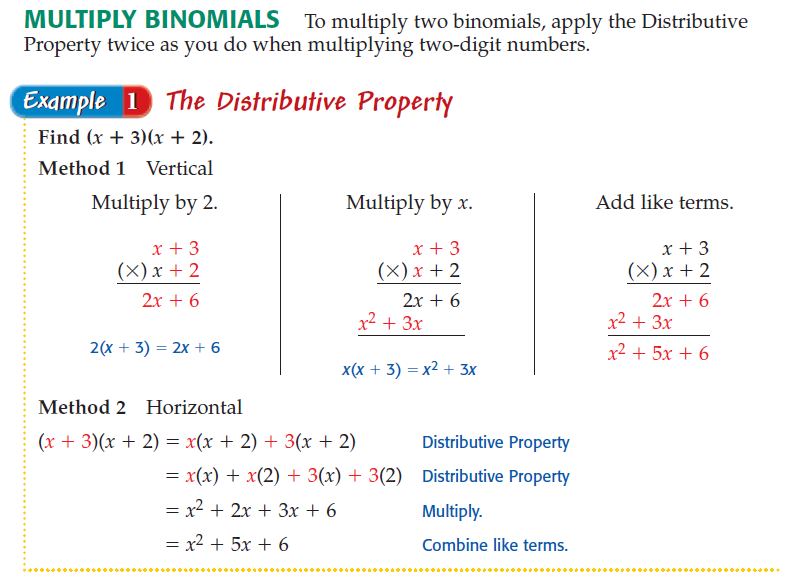 MULTIPLY BINOMIALS To multiply two binomials, apply the Distributive
Property twice as you do when multiplying two-digit numbers.
Example 1 The Distributive Property
Find (x + 3)(x + 2).
Method 1 Vertical
Multiply by 2.
x + 3
(×) x + 2
2x + 6
2(x + 3) = 2x + 6
Multiply by x.
x + 3
(×) x + 2
2x + 6
x² + 3x
x(x + 3) = x² + 3x
Add like terms.
x + 3
(×) x + 2
2x + 6
x² + 3x
x² + 5x + 6
Method 2 Horizontal
(x + 3)(x + 2) = x(x + 2) + 3(x + 2) Distributive Property
= x(x) + x(2) + 3(x) + 3(2) Distributive Property
= x² + 2x + 3x + 6 Multiply.
= x² + 5x + 6 Combine like terms.